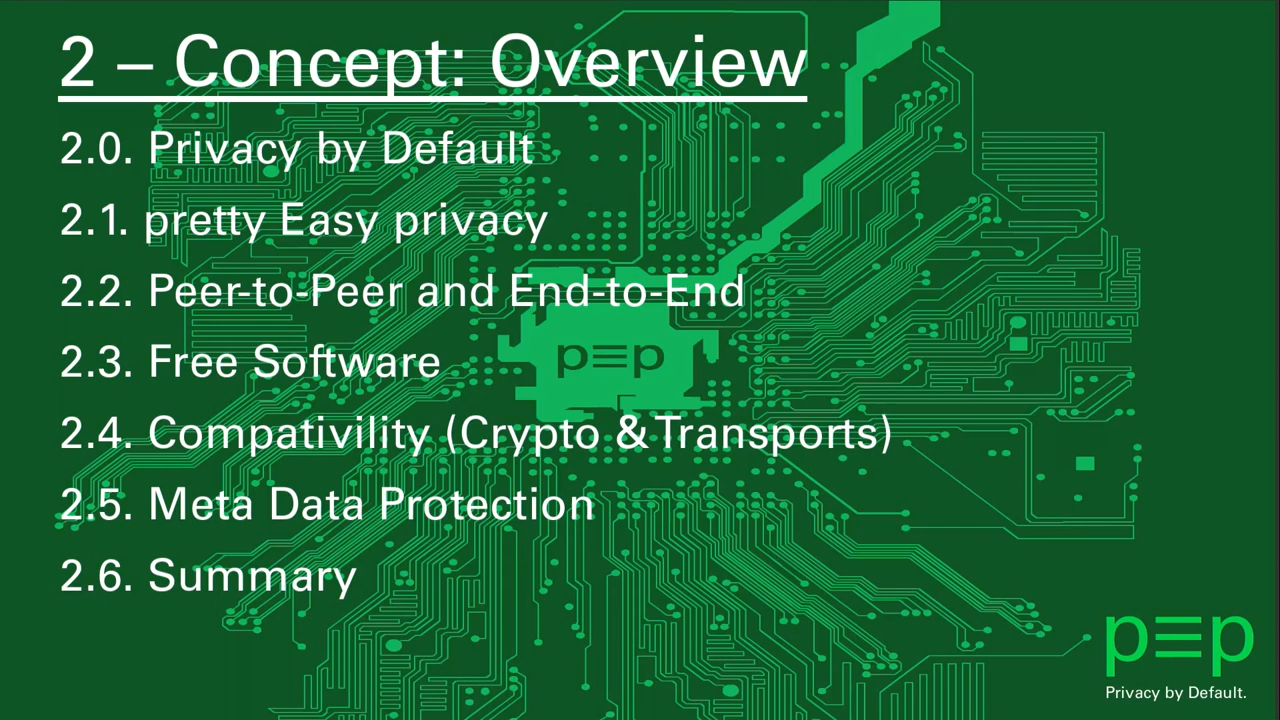 2 – Concept: Overview
2.0. Privacy by Default
2.1. pretty Easy privacy
2.2. Peer-to-Peer and End-to-End
2.3. Free Software
2.4. Compativility (Crypto & Transports)
2.5. Meta Data Protection
2.6. Summary
p≡p
p≡p
Privacy by Default.